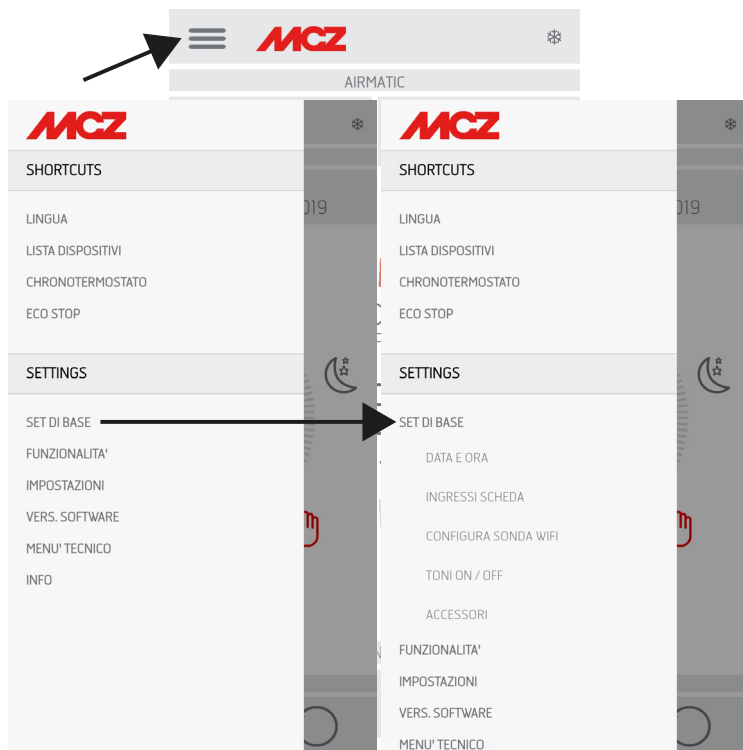 MCZ
AIRMATIC
MCZ
SHORTCUTS
LINGUA
LISTA DISPOSITIVI
CHRONOTERMOSTATO
ECO STOP
SETTINGS
SET DI BASE
FUNZIONALITA'
IMPOSTAZIONI
VERS. SOFTWARE
MENU' TECNICO
INFO
019
MCZ
SHORTCUTS
LINGUA
LISTA DISPOSITIVI
CHRONOTERMOSTATO
ECO STOP
SETTINGS
SET DI BASE
DATA E ORA
INGRESSI SCHEDA
CONFIGURA SONDA WIFI
TONI ON / OFF
ACCESSORI
FUNZIONALITA'
IMPOSTAZIONI
VERS. SOFTWARE
MENU' TECNICO
2019